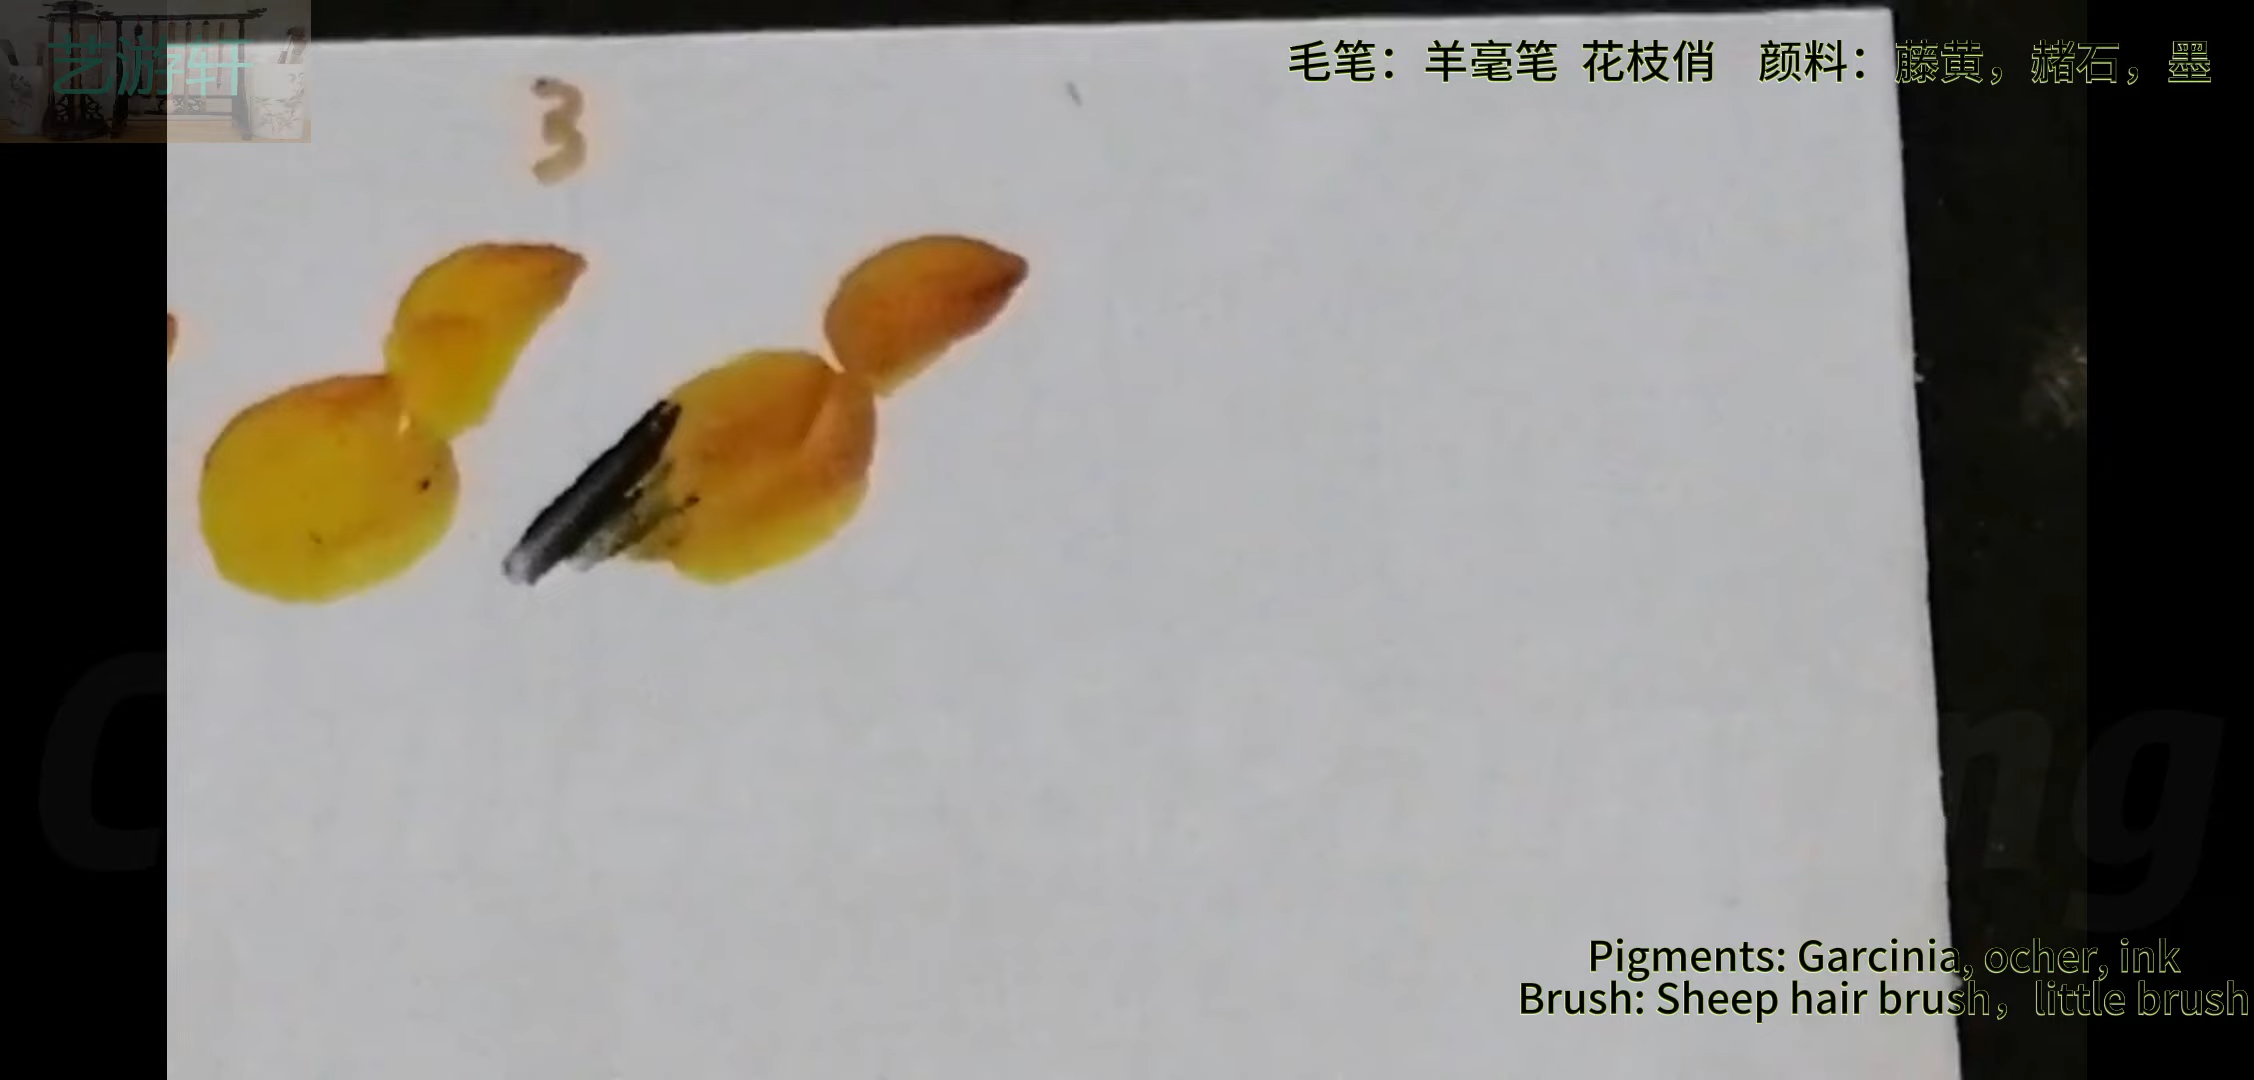 艺游轩
毛笔：羊毫笔 花枝俏 颜料：藤黄，赭石，墨
3
Pigments: Garcinia, ocher, ink
Brush: Sheep hair brush，little brush